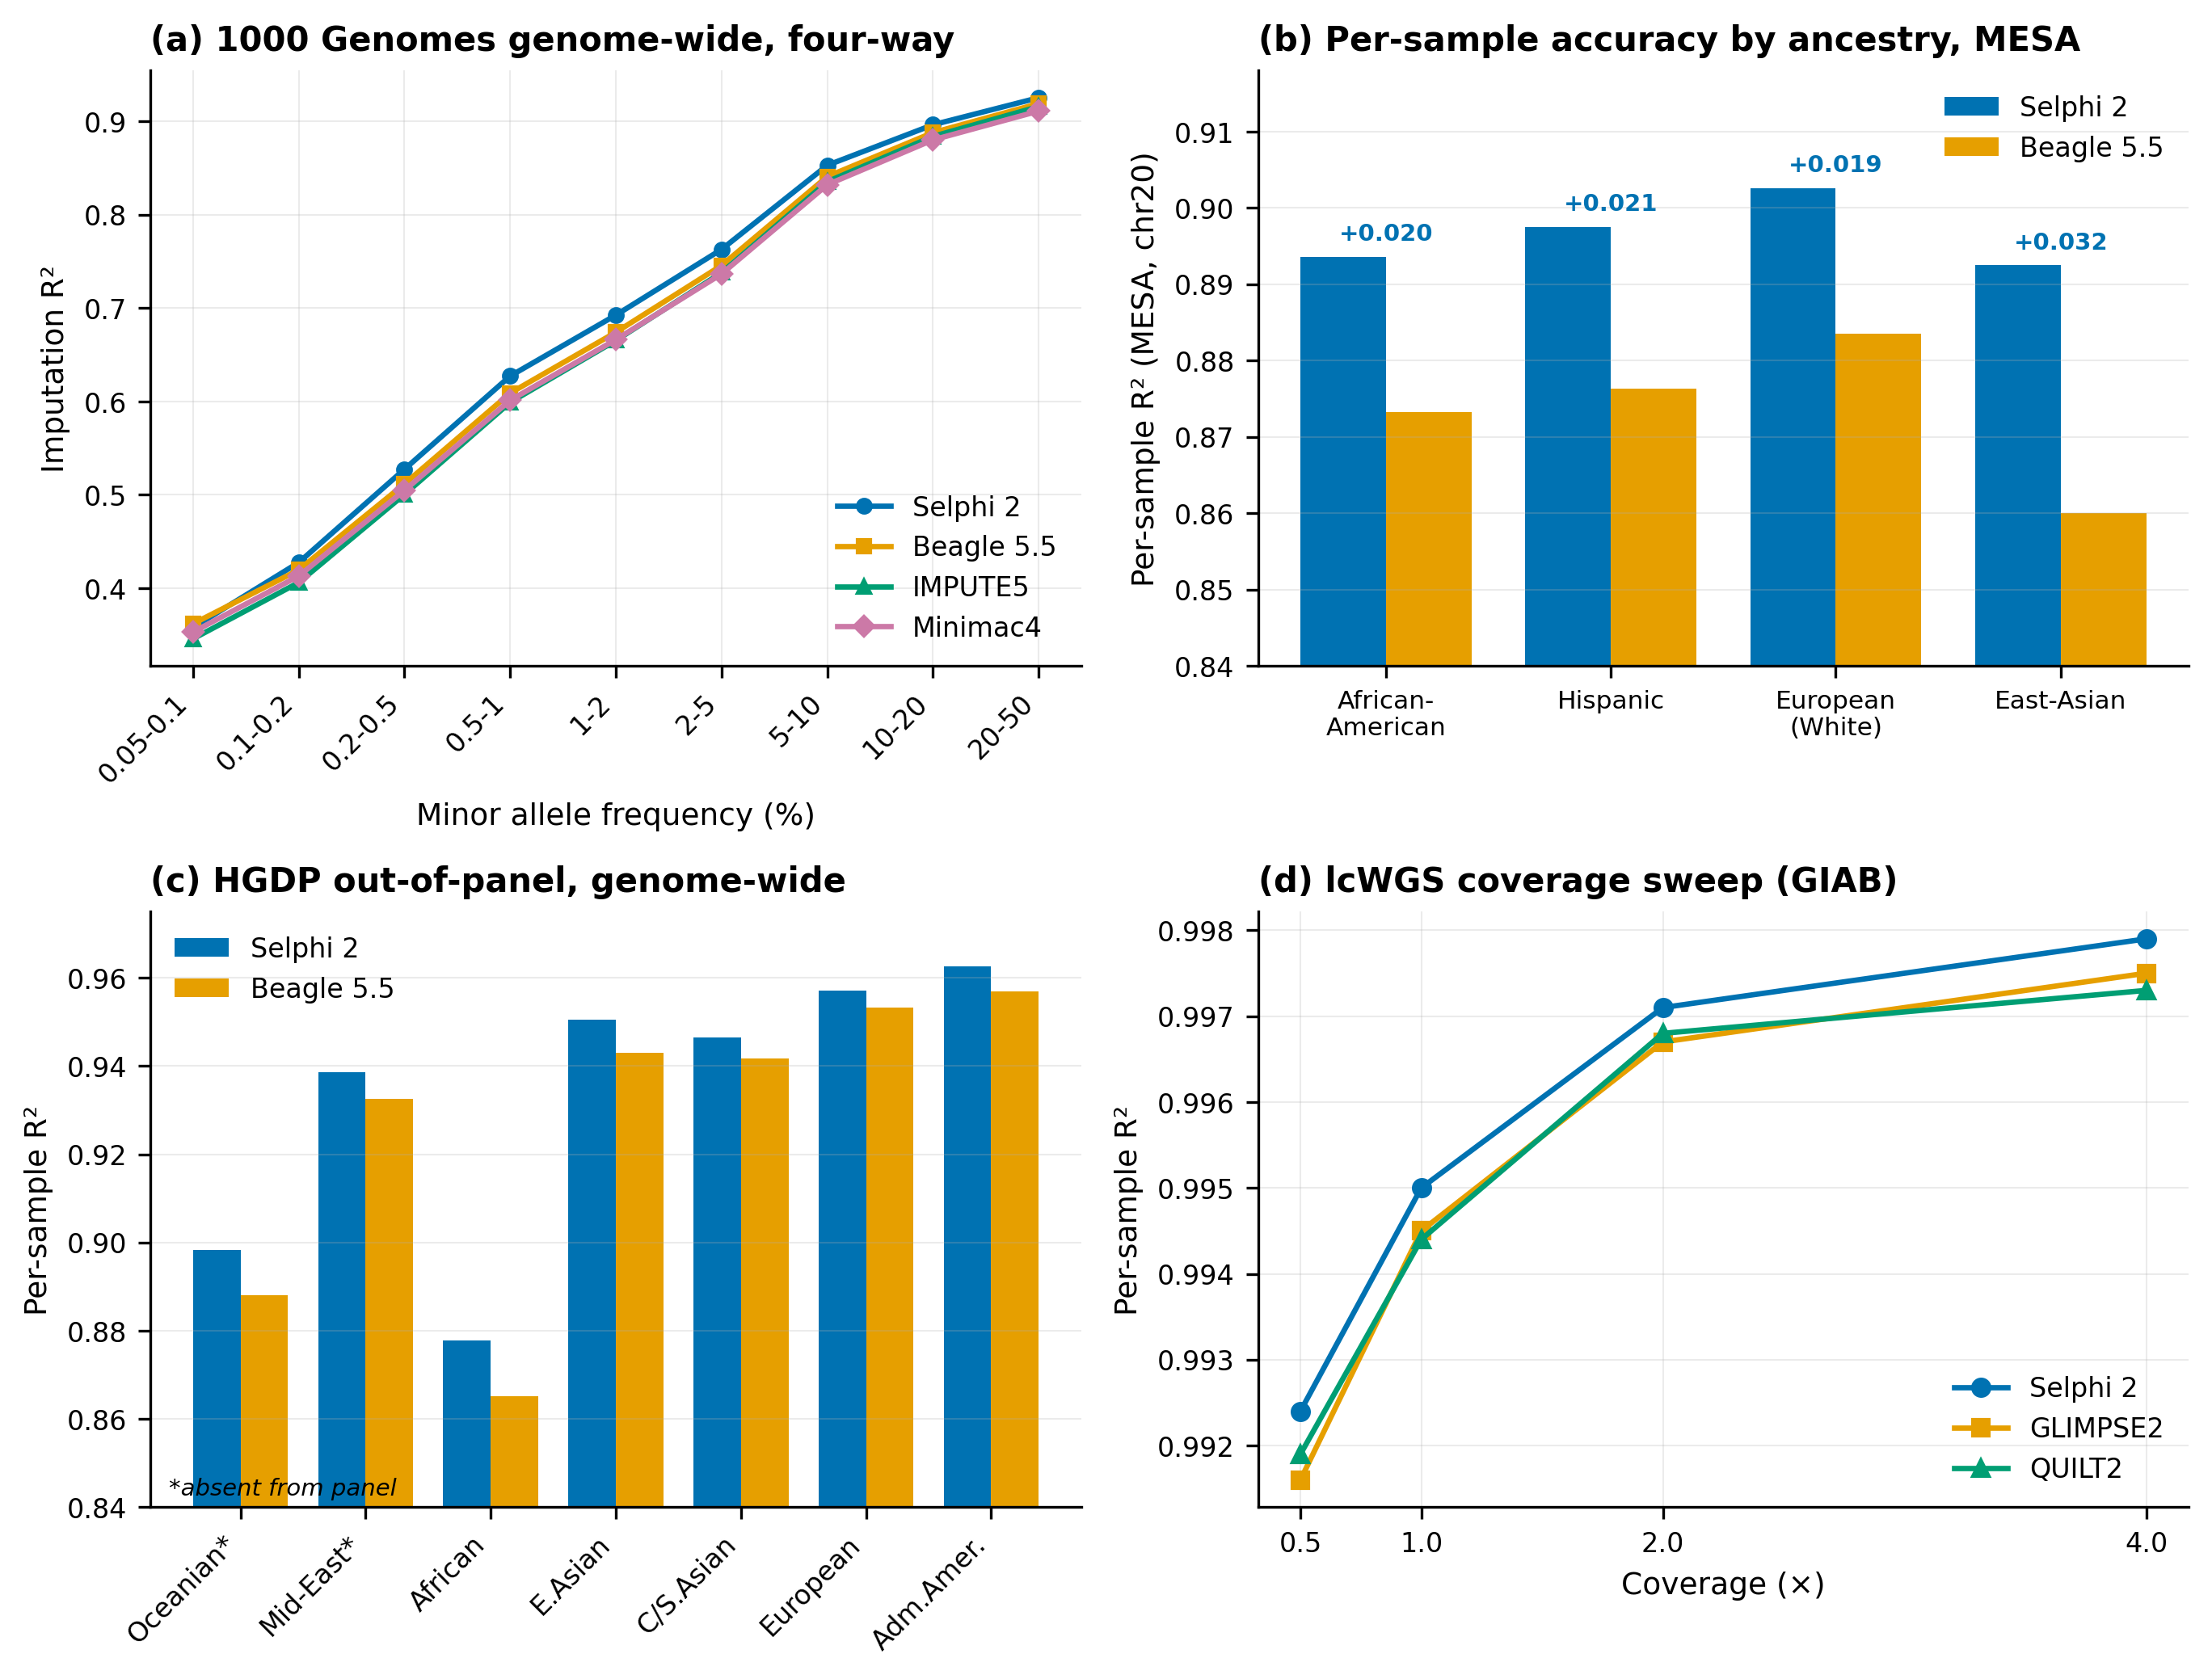 (a) 1000 Genomes genome-wide, four-way
Imputation R²
0.9
0.8
0.7
0.6
0.5
0.4
Selphi 2
Beagle 5.5
IMPUTE5
Minimac4
0.05-0.1
0.1-0.2
0.2-0.5
0.5-1
1-2
2-5
5-10
10-20
20-50
Minor allele frequency (%)
(b) Per-sample accuracy by ancestry, MESA
Per-sample R² (MESA, chr20)
0.91
0.90
0.89
0.88
0.87
0.86
0.85
0.84
Selphi 2
Beagle 5.5
+0.020
+0.021
+0.019
+0.032
African-
American
Hispanic
European
(White)
East-Asian
(c) HGDP out-of-panel, genome-wide
Per-sample R²
0.96
0.94
0.92
0.90
0.88
0.86
0.84
Selphi 2
Beagle 5.5
*absent from panel
Oceanian*
Mid-East*
African
E.Asian
C/S.Asian
European
Adm.Amer.
(d) lcWGS coverage sweep (GIAB)
Per-sample R²
0.998
0.997
0.996
0.995
0.994
0.993
0.992
Selphi 2
GLIMPSE2
QUILT2
0.5
1.0
2.0
4.0
Coverage (×)